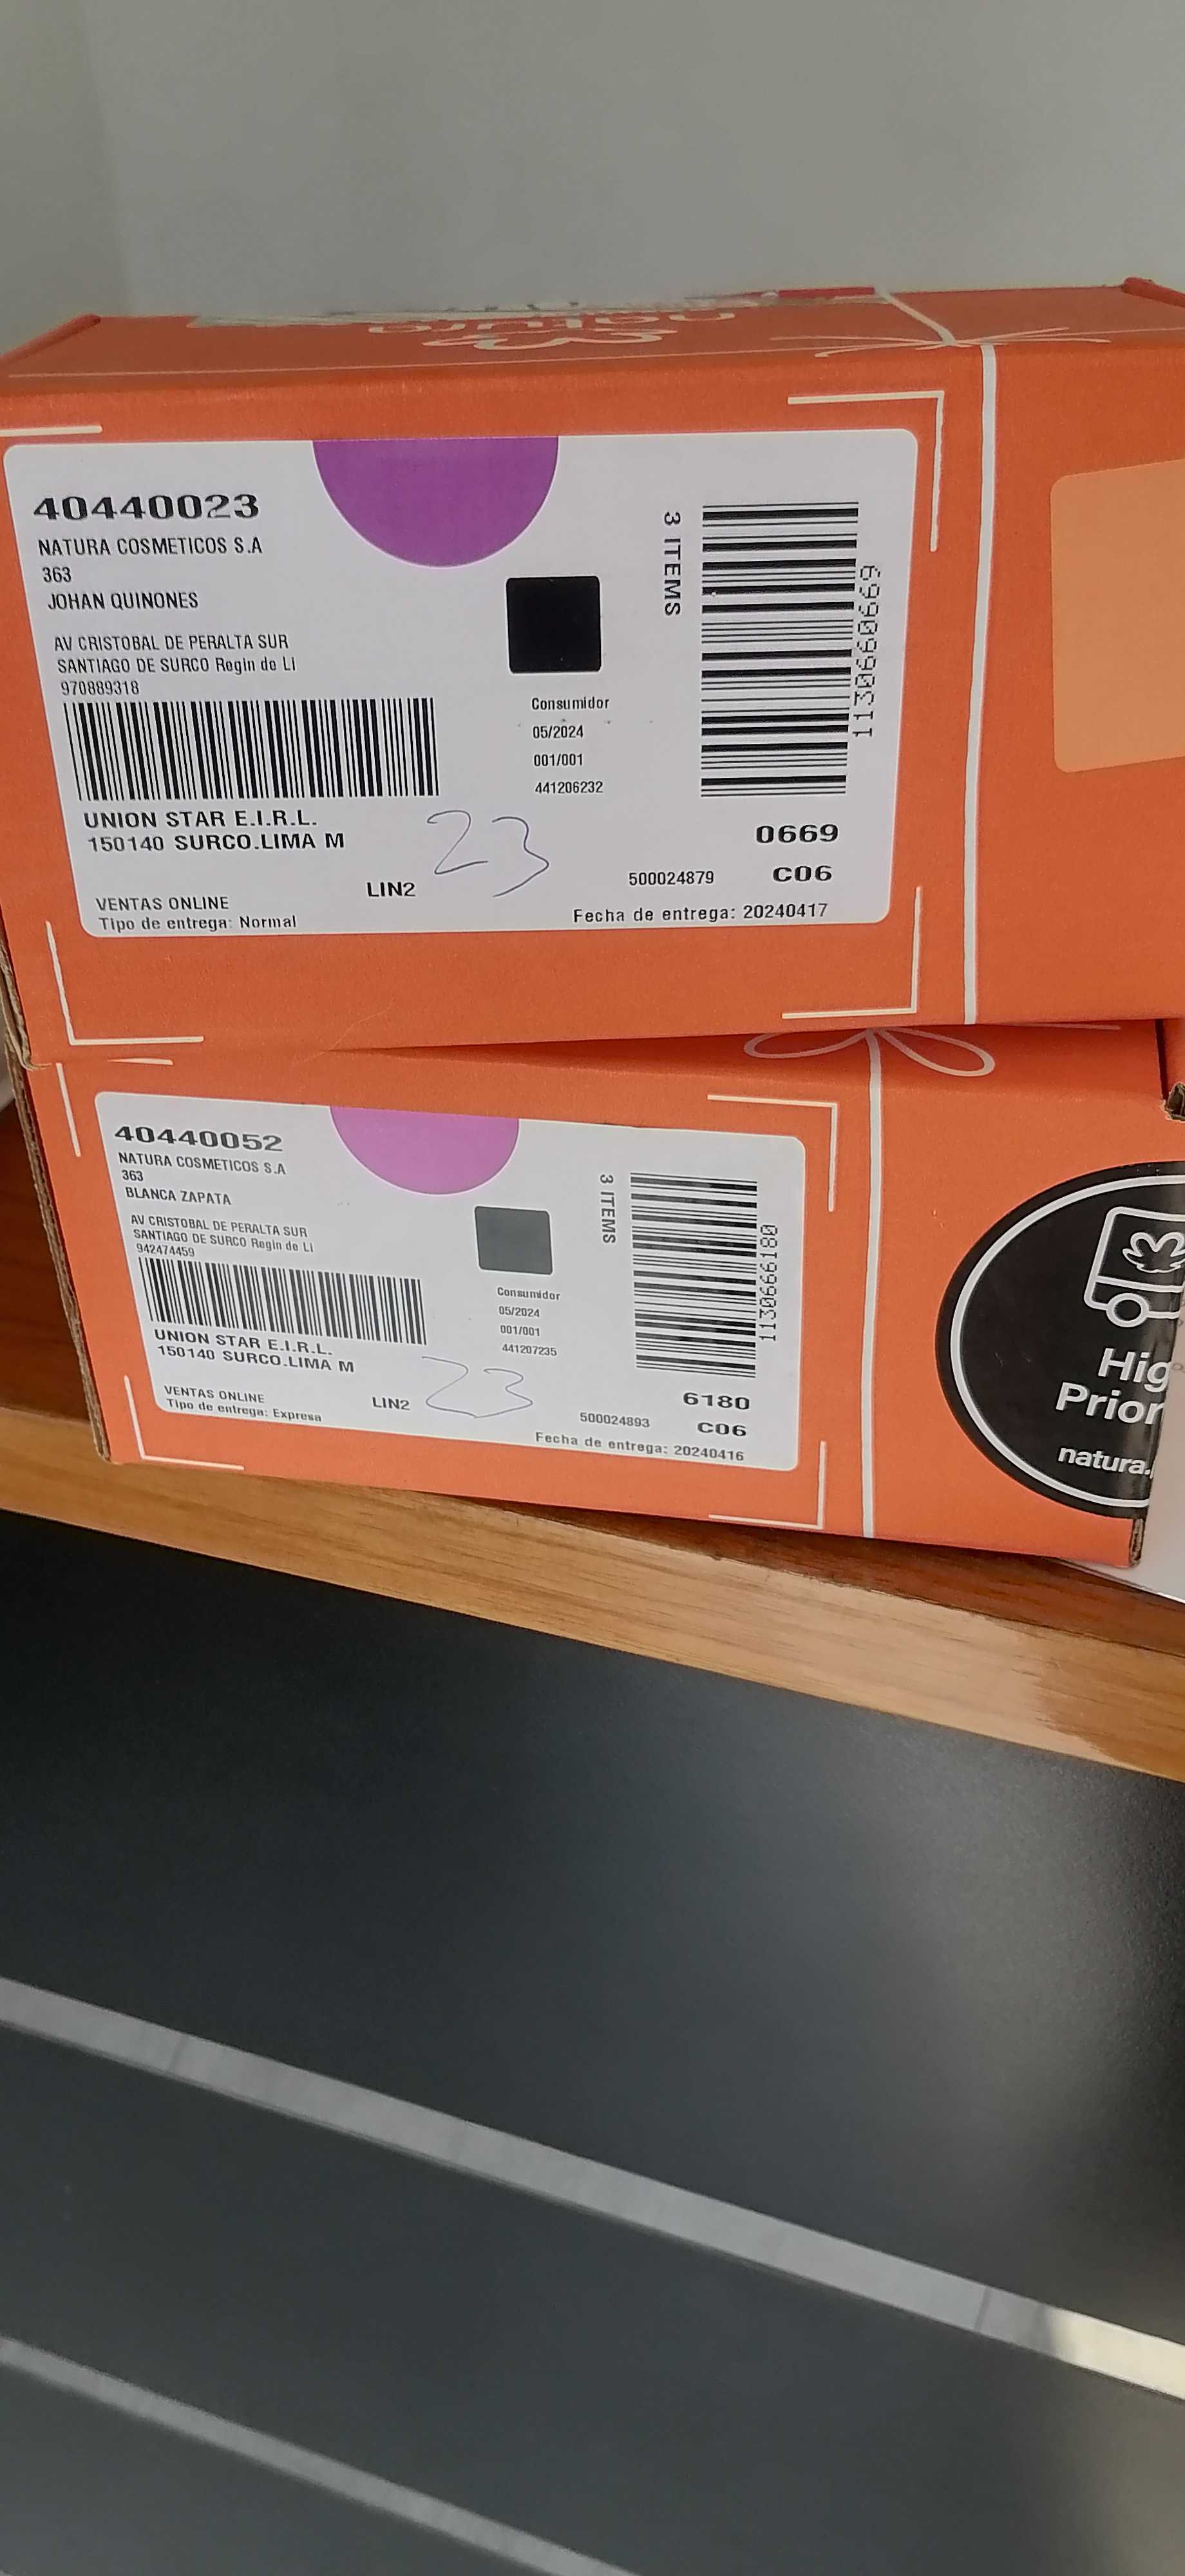 natura
40440023
NATURA COSMETICOS S.A
363
JOHAN QUINONES
AV CRISTOBAL DE PERALTA SUR
SANTIAGO DE SURCO Regin de Li
970889318
3 ITEMS
1130660669
Consumidor
05/2024
001/001
441206232
UNION STAR E.I.R.L.
150140 SURCO.LIMA M
23
0669
LIN2
500024879
C06
VENTAS ONLINE
Tipo de entrega: Normal
Fecha de entrega: 20240417
40440052
NATURA COSMETICOS S.A
363
BLANCA ZAPATA
AV CRISTOBAL DE PERALTA SUR
SANTIAGO DE SURCO Regin de Li
942474459
3 ITEMS
1130666180
Consumidor
05/2024
001/001
441207235
UNION STAR E.I.R.L.
150140 SURCO.LIMA M
23
6180
LIN2
500024893
C06
VENTAS ONLINE
Tipo de entrega: Expresa
Fecha de entrega: 20240416
Hig
Prior
natura.